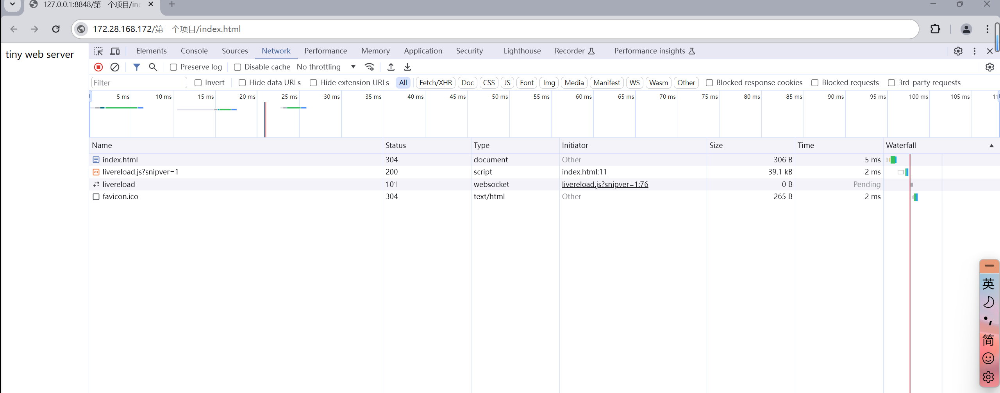 127.0.0.1:8848/第一个项目/inc
172.28.168.172/第一个项目/index.html
tiny web server
Elements Console Sources Network Performance Memory Application Security Lighthouse Recorder Performance insights
Preserve log Disable cache No throttling
Filter Invert Hide data URLs Hide extension URLs All Fetch/XHR Doc CSS JS Font Img Media Manifest WS Wasm Other Blocked response cookies Blocked requests 3rd-party requests
5 ms 10 ms 15 ms 20 ms 25 ms 30 ms 35 ms 40 ms 45 ms 50 ms 55 ms 60 ms 65 ms 70 ms 75 ms 80 ms 85 ms 90 ms 95 ms 100 ms 105 ms
Name Status Type Initiator Size Time Waterfall
index.html 304 document Other 306 B 5 ms
livereload.js?snipver=1 200 script index.html:11 39.1 kB 2 ms
livereload 101 websocket livereload.js?snipver=1:76 0 B Pending
favicon.ico 304 text/html Other 265 B 2 ms
英
简